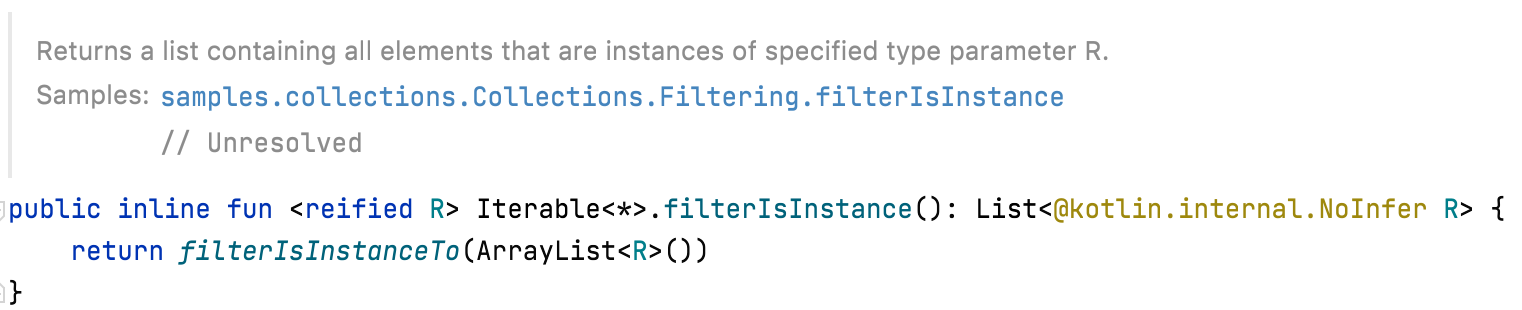 Returns a list containing all elements that are instances of specified type parameter R.
Samples: samples.collections.Collections.Filtering.filterIsInstance
// Unresolved
public inline fun <reified R> Iterable<*>.filterIsInstance(): List<@kotlin.internal.NoInfer R> {
    return filterIsInstanceTo(ArrayList<R>())
}